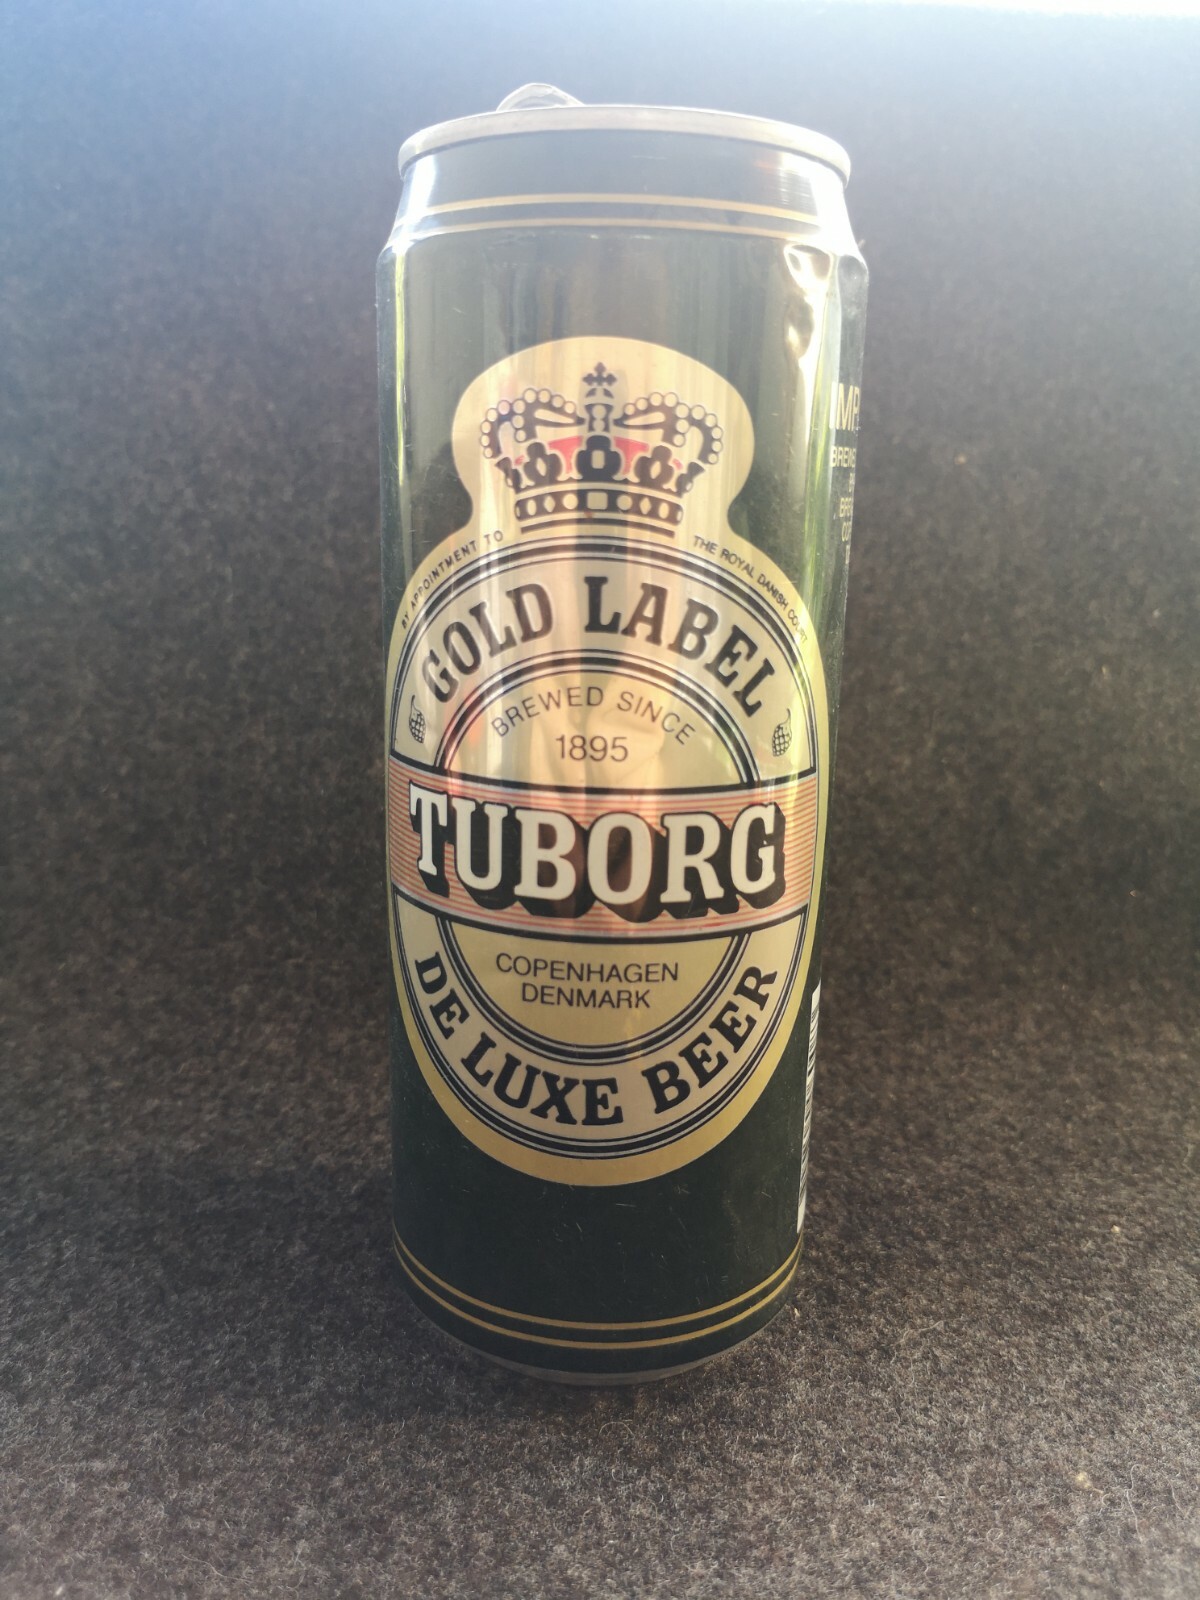 BY APPOINTMENT TO THE ROYAL DANISH COURT
GOLD LABEL
BREWED SINCE
1895
TUBORG
COPENHAGEN
DENMARK
DE LUXE BEER